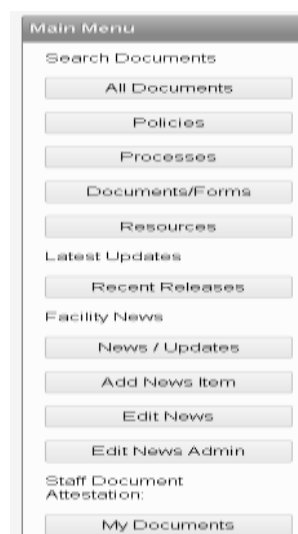 Main Menu
Search Documents
All Documents
Policies
Processes
Documents/Forms
Resources
Latest Updates
Recent Releases
Facility News
News / Updates
Add News Item
Edit News
Edit News Admin
Staff Document
Attestation:
My Documents